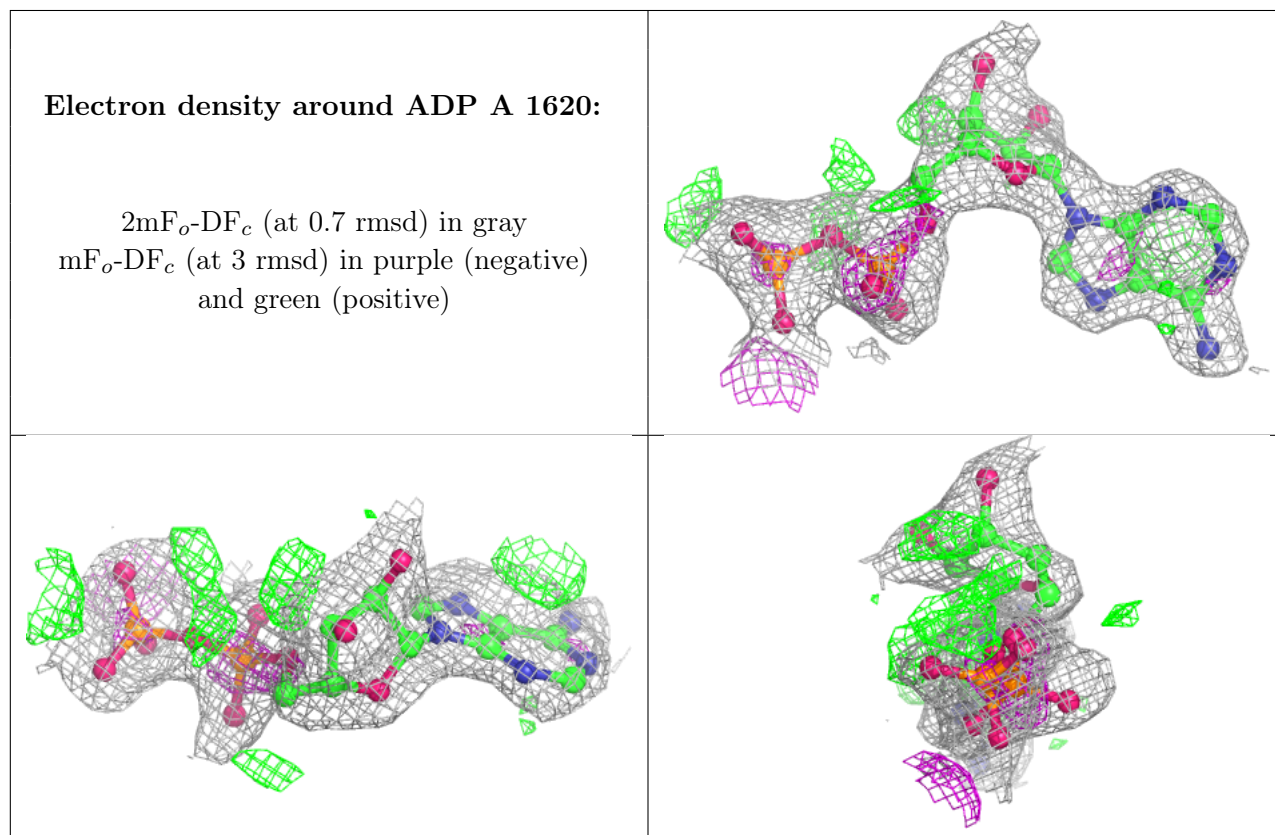 Electron density around ADP A 1620:
2mFo-DFc (at 0.7 rmsd) in gray
mFo-DFc (at 3 rmsd) in purple (negative)
and green (positive)